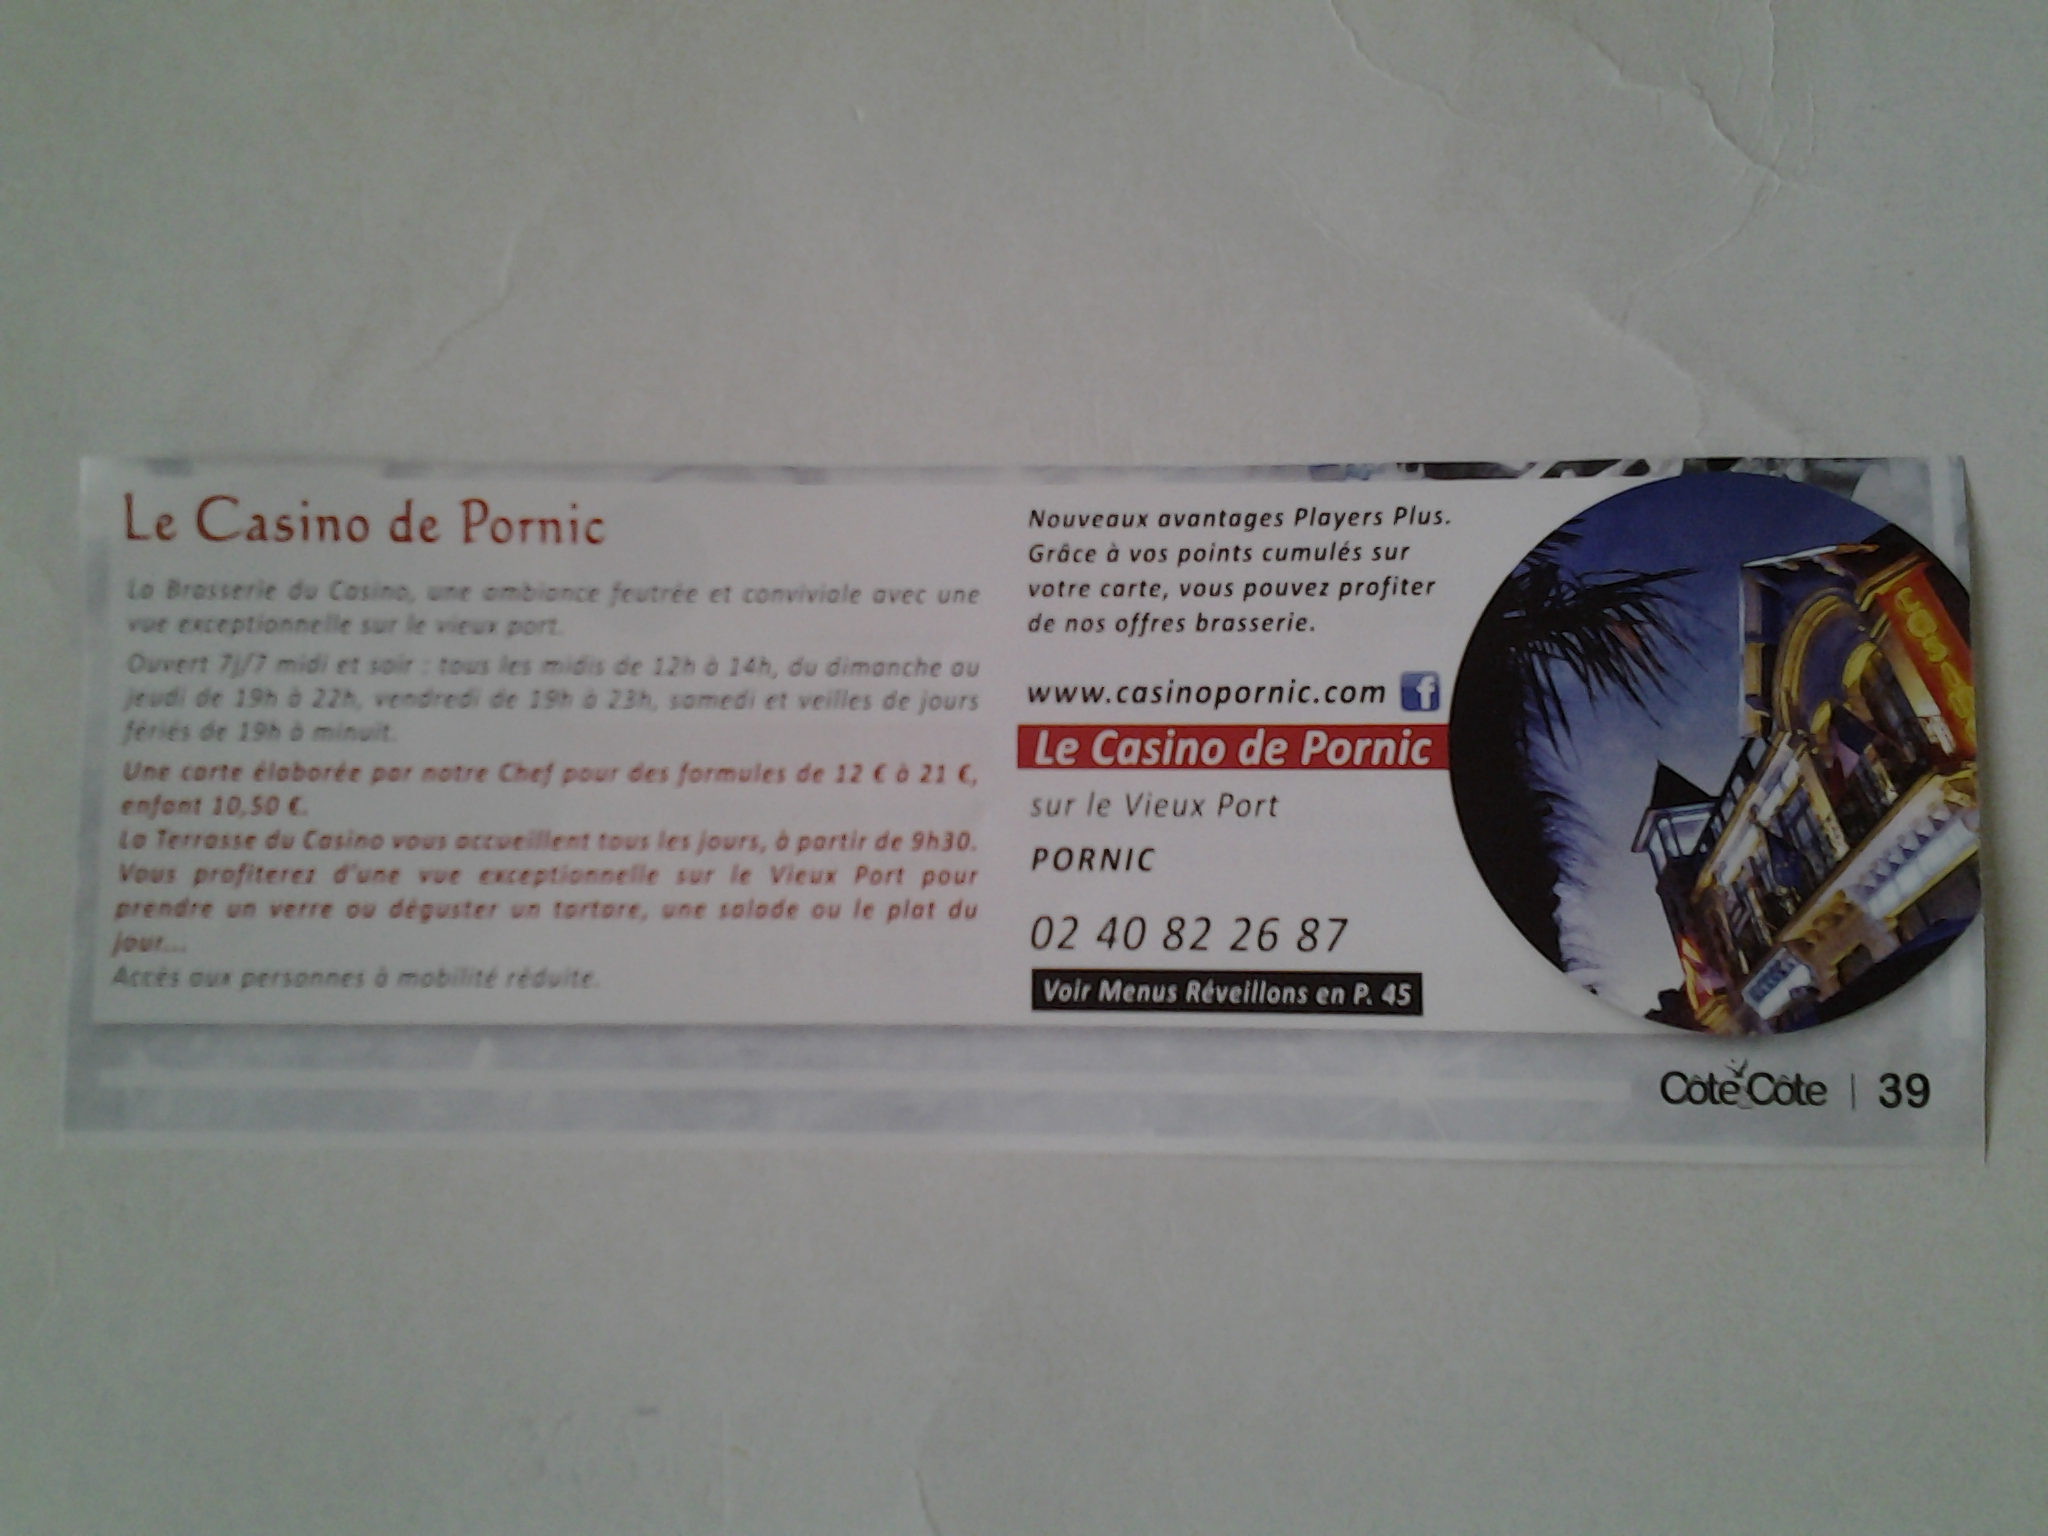 Le Casino de Pornic
La Brasserie du Casino, une ambiance feutrée et conviviale avec une
vue exceptionnelle sur le vieux port.
Ouvert 7j/7 midi et soir : tous les midis de 12h à 14h, du dimanche au
jeudi de 19h à 22h, vendredi de 19h à 23h, samedi et veilles de jours
fériés de 19h à minuit.
Une carte élaborée par notre Chef pour des formules de 12 € à 21 €,
enfant 10,50 €.
La Terrasse du Casino vous accueillent tous les jours, à partir de 9h30.
Vous profiterez d'une vue exceptionnelle sur le Vieux Port pour
prendre un verre ou déguster un tartare, une salade ou le plat du
jour...
Accès aux personnes à mobilité réduite.
Nouveaux avantages Players Plus.
Grâce à vos points cumulés sur
votre carte, vous pouvez profiter
de nos offres brasserie.
www.casinopornic.com f
Le Casino de Pornic
sur le Vieux Port
PORNIC
02 40 82 26 87
Voir Menus Réveillons en P. 45
CASINO
Côte Côte | 39